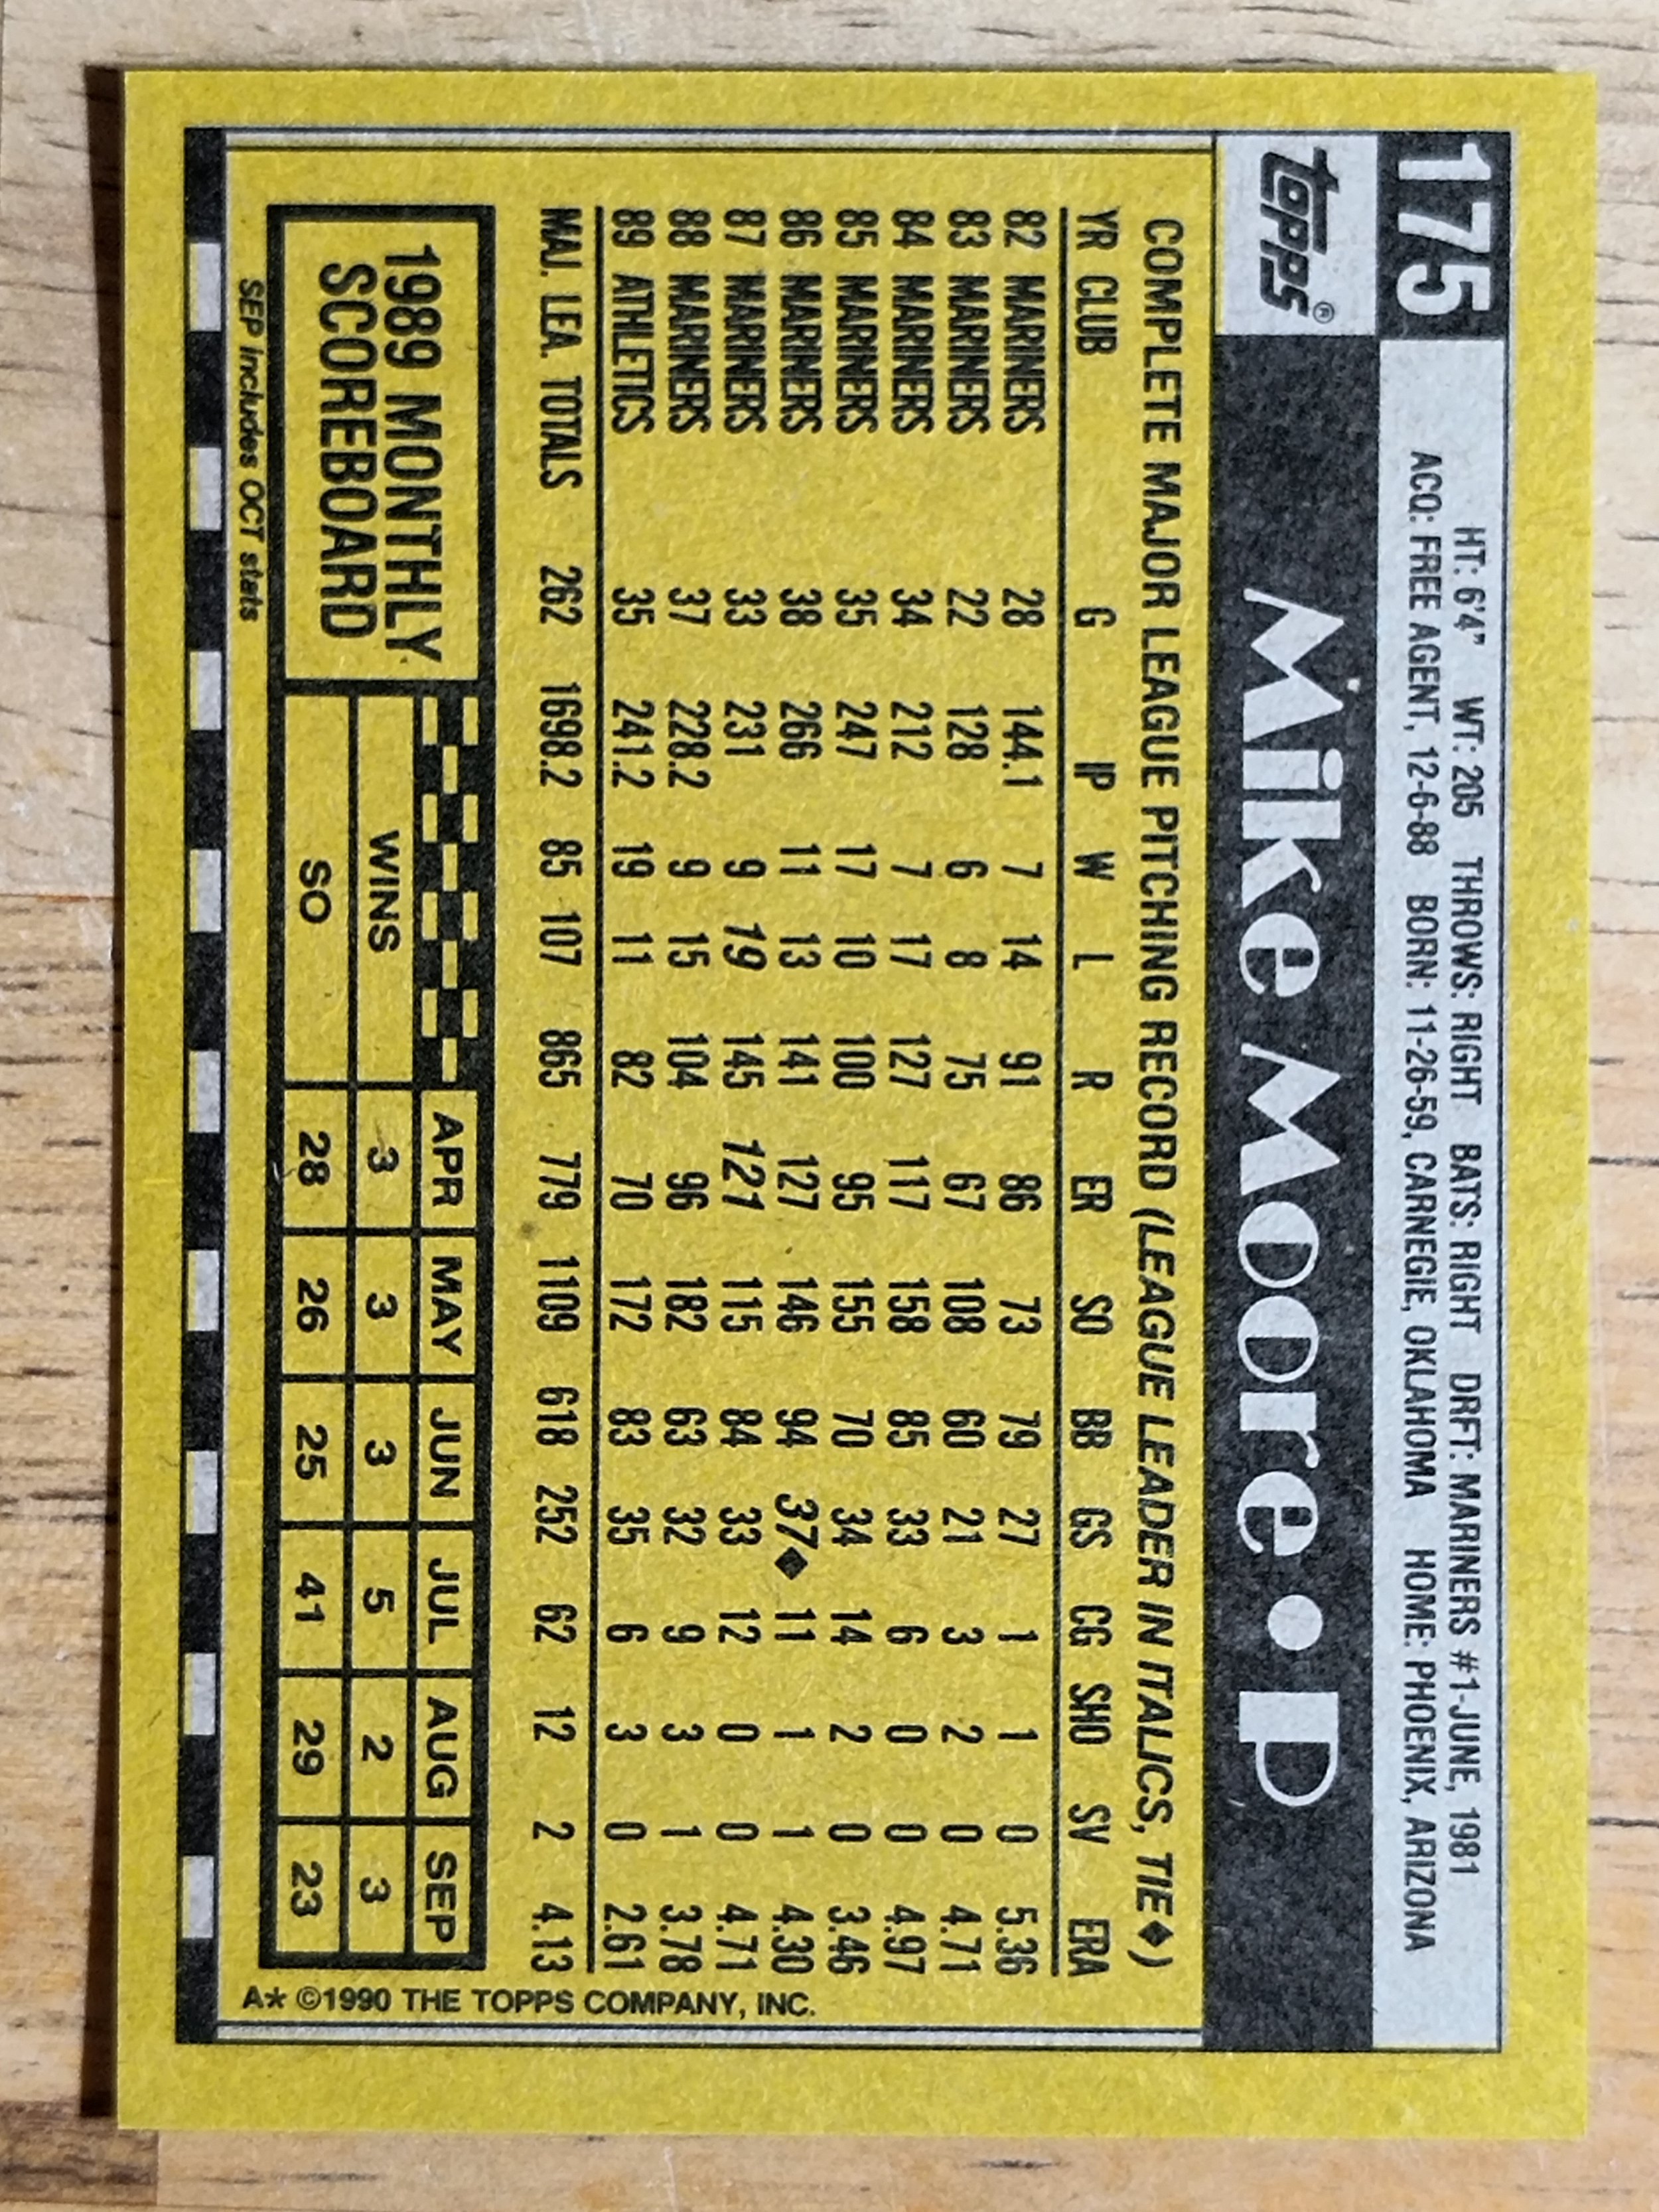 175
HT: 6'4" WT: 205 THROWS: RIGHT BATS: RIGHT DRFT: MARINERS #1-JUNE, 1981
ACQ: FREE AGENT, 12-6-88 BORN: 11-26-59, CARNEGIE, OKLAHOMA HOME: PHOENIX, ARIZONA
topps®
Mike Moore • P
COMPLETE MAJOR LEAGUE PITCHING RECORD (LEAGUE LEADER IN ITALICS, TIE◆)
YR CLUB G IP W L R ER SO BB GS CG SHO SV ERA
82 MARINERS 28 144.1 7 14 91 86 73 79 27 1 1 0 5.36
83 MARINERS 22 128 6 8 75 67 108 60 21 3 2 0 4.71
84 MARINERS 34 212 7 17 127 117 158 85 33 6 0 0 4.97
85 MARINERS 35 247 17 10 100 95 155 70 34 14 2 0 3.46
86 MARINERS 38 266 11 13 141 127 146 94 37◆ 11 1 1 4.30
87 MARINERS 33 231 9 19 145 121 115 84 33 12 0 0 4.71
88 MARINERS 37 228.2 9 15 104 96 182 63 32 9 3 1 3.78
89 ATHLETICS 35 241.2 19 11 82 70 172 83 35 6 3 0 2.61
MAJ. LEA. TOTALS 262 1698.2 85 107 865 779 1109 618 252 62 12 2 4.13
1989 MONTHLY
SCOREBOARD
APR MAY JUN JUL AUG SEP
WINS 3 3 3 5 2 3
SO 28 26 25 41 29 23
SEP includes OCT stats
A* ©1990 THE TOPPS COMPANY, INC.